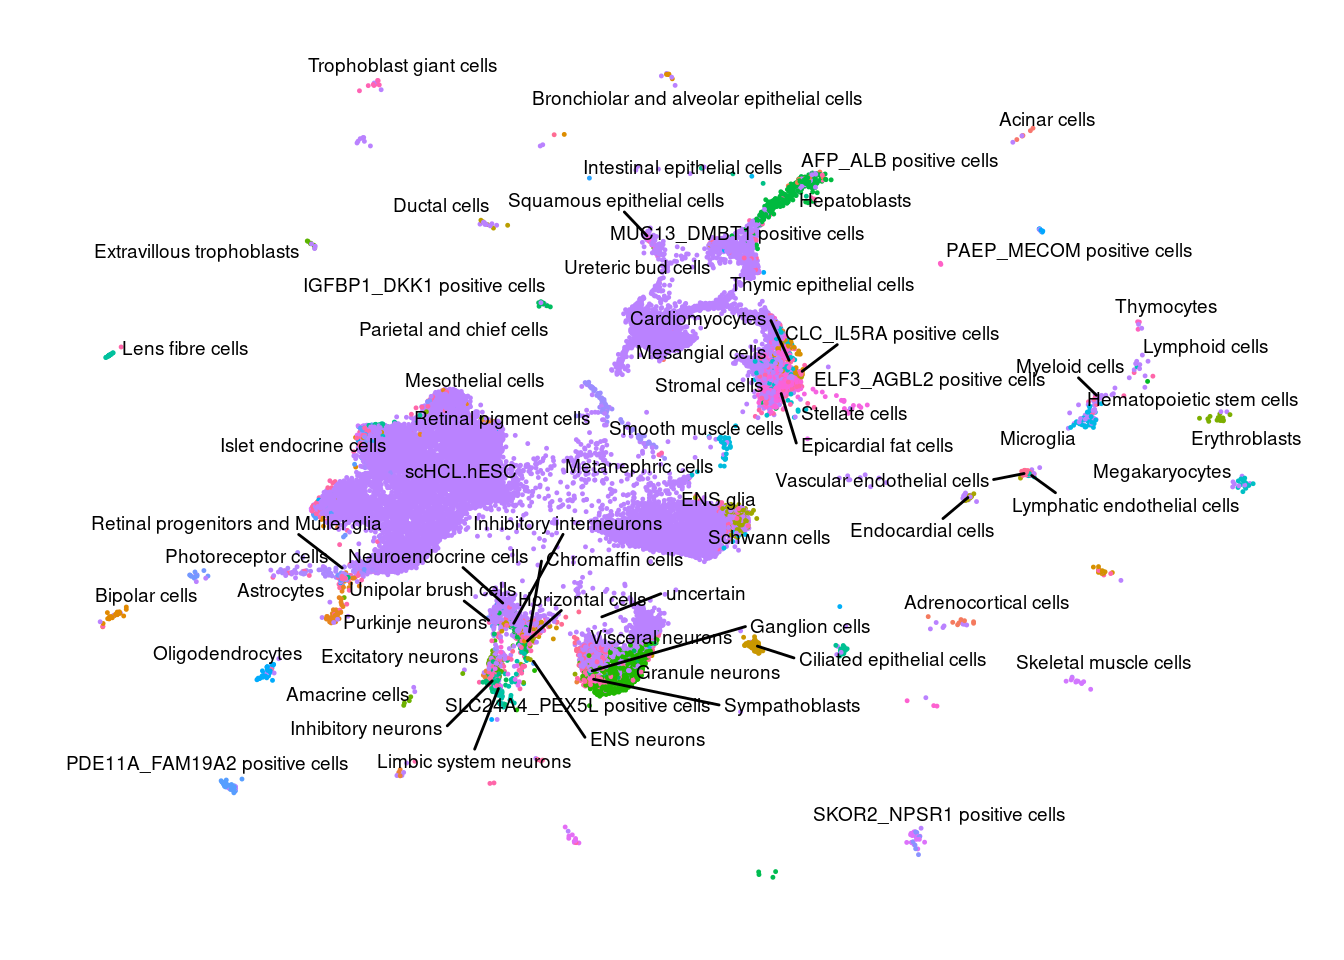 Trophoblast giant cells
Bronchiolar and alveolar epithelial cells
Acinar cells
AFP_ALB positive cells
Intestinal epithelial cells
Squamous epithelial cells
Hepatoblasts
Ductal cells
MUC13_DMBT1 positive cells
Extravillous trophoblasts
PAEP_MECOM positive cells
Ureteric bud cells
IGFBP1_DKK1 positive cells
Thymic epithelial cells
Thymocytes
Cardiomyocytes
Parietal and chief cells
CLC_IL5RA positive cells
Lens fibre cells
Lymphoid cells
Mesangial cells
Myeloid cells
Mesothelial cells
ELF3_AGBL2 positive cells
Stromal cells
Hematopoietic stem cells
Stellate cells
Retinal pigment cells
Smooth muscle cells
Microglia
Erythroblasts
Islet endocrine cells
Epicardial fat cells
Metanephric cells
scHCL.hESC
Megakaryocytes
Vascular endothelial cells
ENS glia
Lymphatic endothelial cells
Retinal progenitors and Muller glia
Inhibitory interneurons
Endocardial cells
Schwann cells
Photoreceptor cells
Neuroendocrine cells
Chromaffin cells
Astrocytes
Unipolar brush cells
Bipolar cells
Horizontal cells
uncertain
Adrenocortical cells
Purkinje neurons
Ganglion cells
Visceral neurons
Oligodendrocytes
Excitatory neurons
Ciliated epithelial cells
Skeletal muscle cells
Granule neurons
Amacrine cells
SLC24A4_PEX5L positive cells
Sympathoblasts
Inhibitory neurons
ENS neurons
PDE11A_FAM19A2 positive cells
Limbic system neurons
SKOR2_NPSR1 positive cells